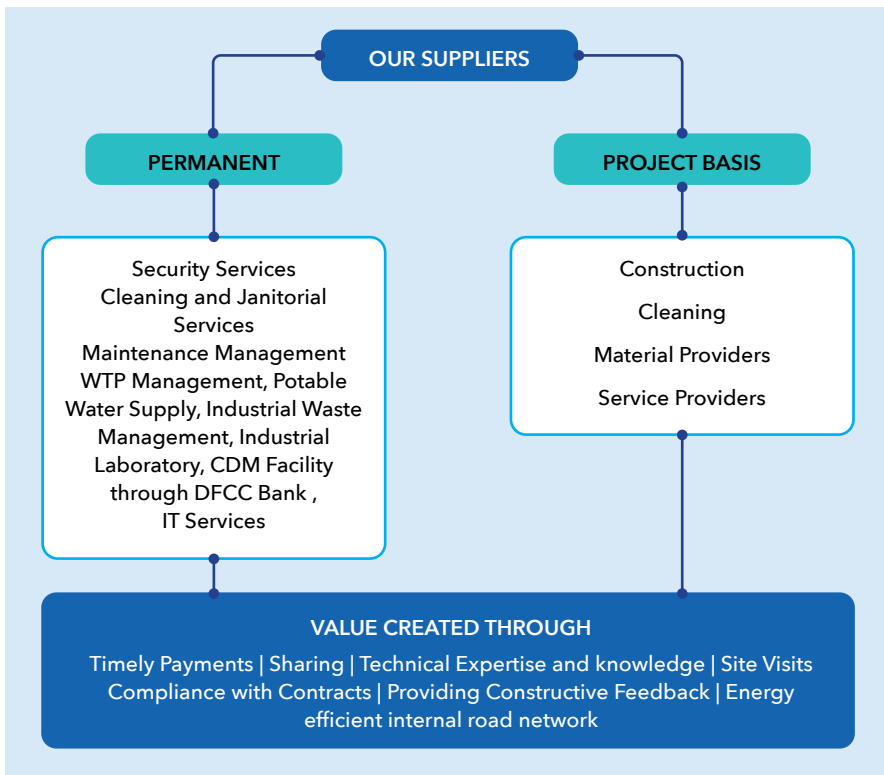 OUR SUPPLIERS
PERMANENT
Security Services
Cleaning and Janitorial
Services
Maintenance Management
WTP Management, Potable
Water Supply, Industrial Waste
Management, Industrial
Laboratory, CDM Facility
through DFCC Bank ,
IT Services
PROJECT BASIS
Construction
Cleaning
Material Providers
Service Providers
VALUE CREATED THROUGH
Timely Payments | Sharing | Technical Expertise and knowledge | Site Visits
Compliance with Contracts | Providing Constructive Feedback | Energy
efficient internal road network